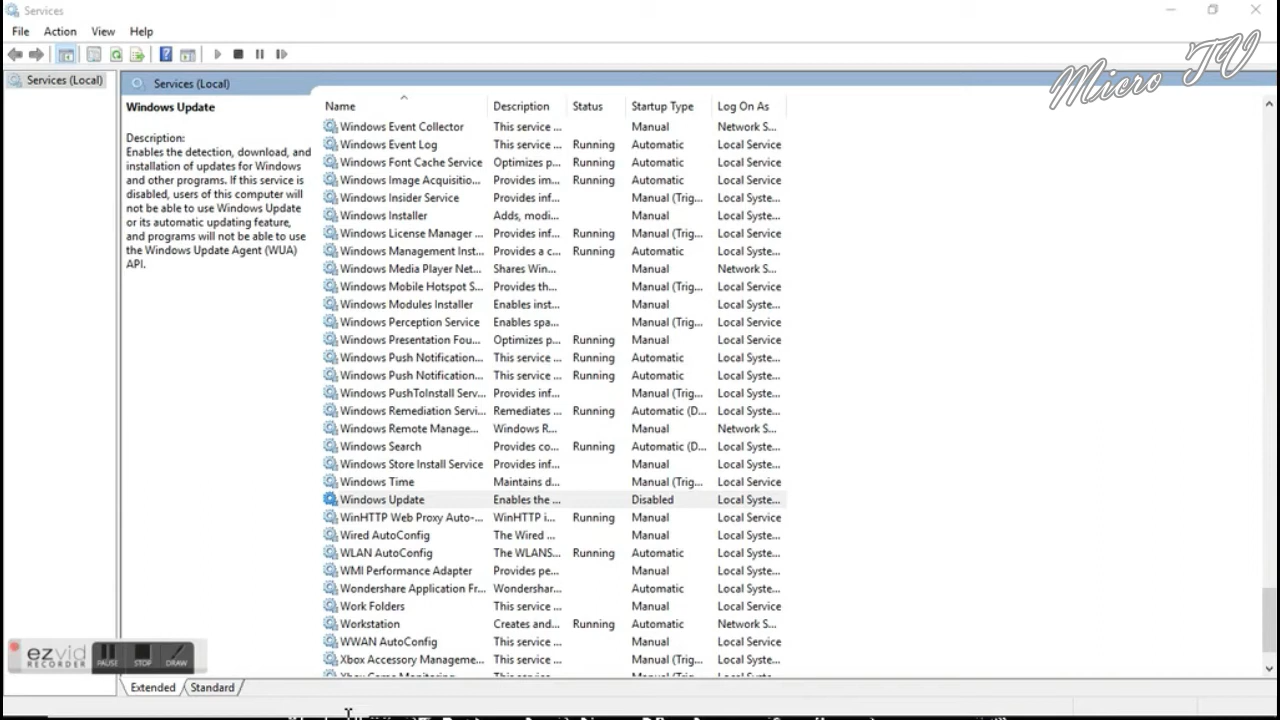 Services
File Action View Help
Micro TV
Services (Local)
Services (Local)
Windows Update
Description:
Enables the detection, download, and
installation of updates for Windows
and other programs. If this service is
disabled, users of this computer will
not be able to use Windows Update
or its automatic updating feature,
and programs will not be able to use
the Windows Update Agent (WUA)
API.
Name Description Status Startup Type Log On As
Windows Event Collector This service ... Manual Network S...
Windows Event Log This service ... Running Automatic Local Service
Windows Font Cache Service Optimizes p... Running Automatic Local Service
Windows Image Acquisitio... Provides im... Running Automatic Local Service
Windows Insider Service Provides inf... Manual (Trig... Local Syste...
Windows Installer Adds, modi... Manual Local Syste...
Windows License Manager ... Provides inf... Running Manual (Trig... Local Service
Windows Management Inst... Provides a c... Running Automatic Local Syste...
Windows Media Player Net... Shares Win... Manual Network S...
Windows Mobile Hotspot S... Provides th... Manual (Trig... Local Service
Windows Modules Installer Enables inst... Manual Local Syste...
Windows Perception Service Enables spa... Manual (Trig... Local Service
Windows Presentation Fou... Optimizes p... Running Manual Local Service
Windows Push Notification... This service ... Running Automatic Local Syste...
Windows Push Notification... This service ... Running Automatic Local Syste...
Windows PushToInstall Serv... Provides inf... Manual (Trig... Local Syste...
Windows Remediation Servi... Remediates ... Running Automatic (D... Local Syste...
Windows Remote Manage... Windows R... Manual Network S...
Windows Search Provides co... Running Automatic (D... Local Syste...
Windows Store Install Service Provides inf... Manual Local Syste...
Windows Time Maintains d... Manual (Trig... Local Service
Windows Update Enables the ... Disabled Local Syste...
WinHTTP Web Proxy Auto-... WinHTTP i... Running Manual Local Service
Wired AutoConfig The Wired ... Manual Local Syste...
WLAN AutoConfig The WLANS... Running Automatic Local Syste...
WMI Performance Adapter Provides pe... Manual Local Syste...
Wondershare Application Fr... Wondershar... Automatic Local Syste...
Work Folders This service ... Manual Local Service
Workstation Creates and... Running Automatic Network S...
WWAN AutoConfig This service ... Manual Local Syste...
Xbox Accessory Manageme... This service ... Manual (Trig... Local Syste...
ezvid
RECORDER
PAUSE STOP DRAW
Extended Standard